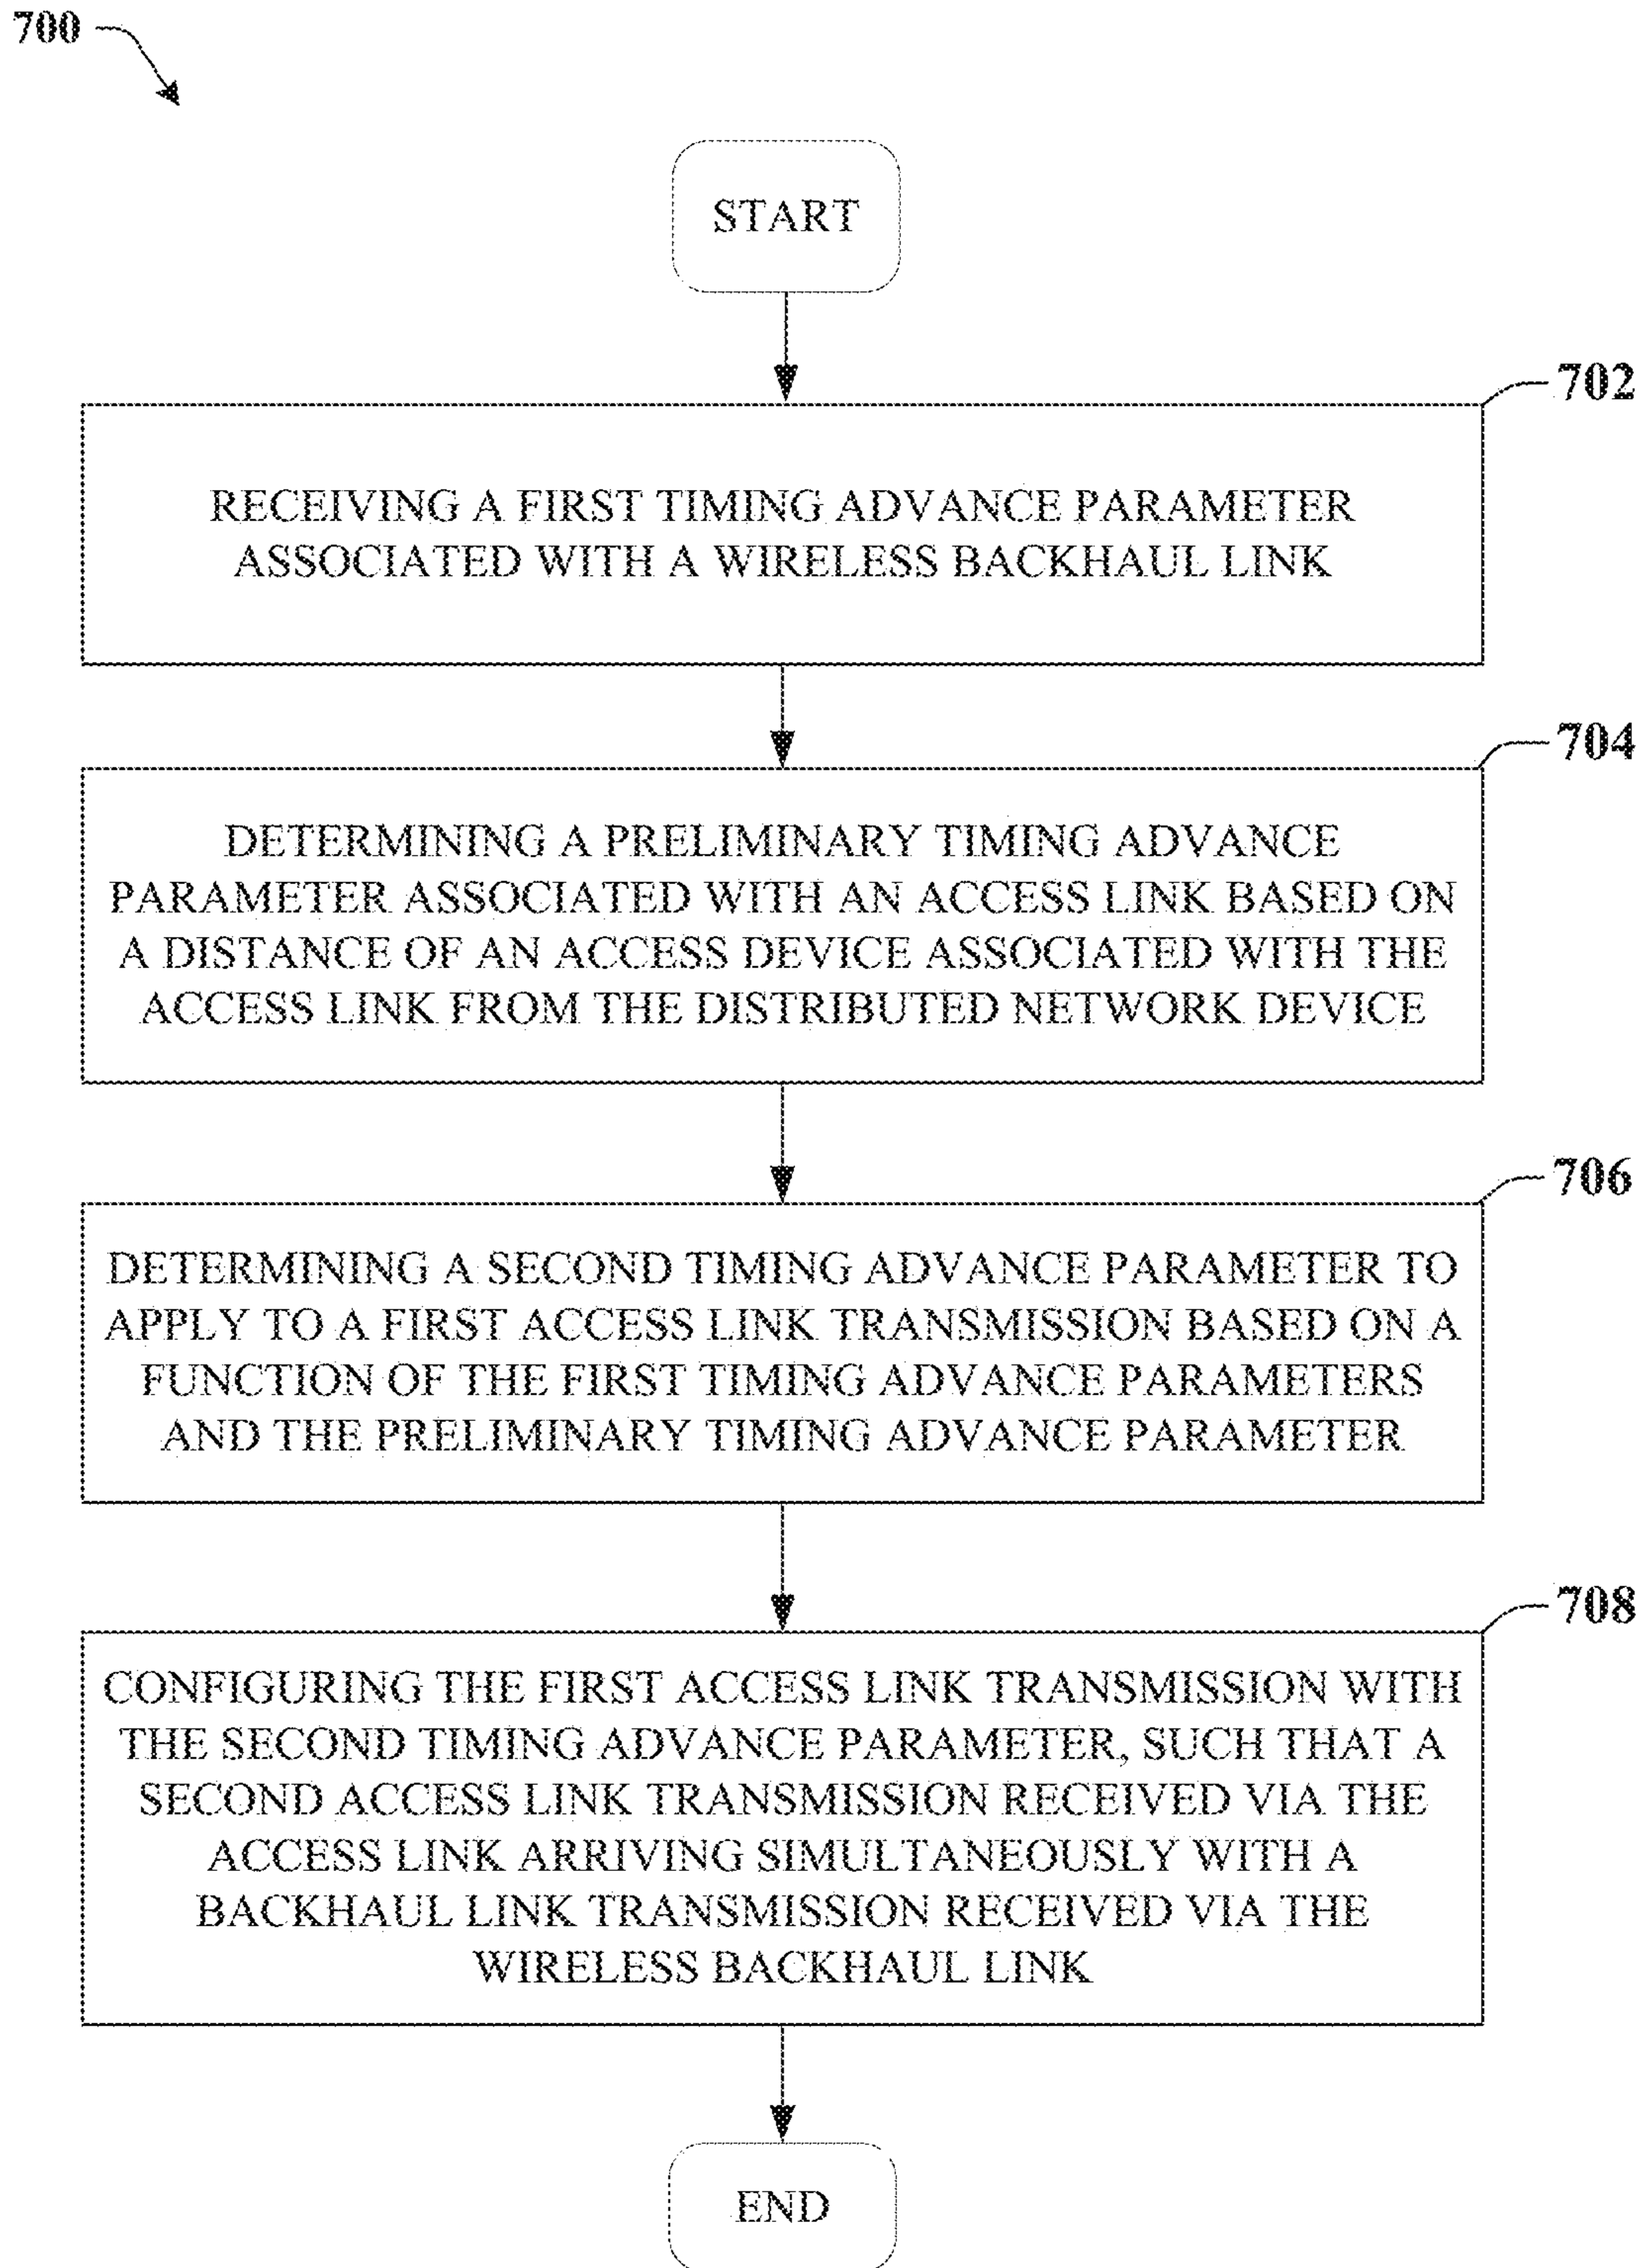 700
START
702
RECEIVING A FIRST TIMING ADVANCE PARAMETER
ASSOCIATED WITH A WIRELESS BACKHAUL LINK
704
DETERMINING A PRELIMINARY TIMING ADVANCE
PARAMETER ASSOCIATED WITH AN ACCESS LINK BASED ON
A DISTANCE OF AN ACCESS DEVICE ASSOCIATED WITH THE
ACCESS LINK FROM THE DISTRIBUTED NETWORK DEVICE
706
DETERMINING A SECOND TIMING ADVANCE PARAMETER TO
APPLY TO A FIRST ACCESS LINK TRANSMISSION BASED ON A
FUNCTION OF THE FIRST TIMING ADVANCE PARAMETERS
AND THE PRELIMINARY TIMING ADVANCE PARAMETER
708
CONFIGURING THE FIRST ACCESS LINK TRANSMISSION WITH
THE SECOND TIMING ADVANCE PARAMETER, SUCH THAT A
SECOND ACCESS LINK TRANSMISSION RECEIVED VIA THE
ACCESS LINK ARRIVING SIMULTANEOUSLY WITH A
BACKHAUL LINK TRANSMISSION RECEIVED VIA THE
WIRELESS BACKHAUL LINK
END